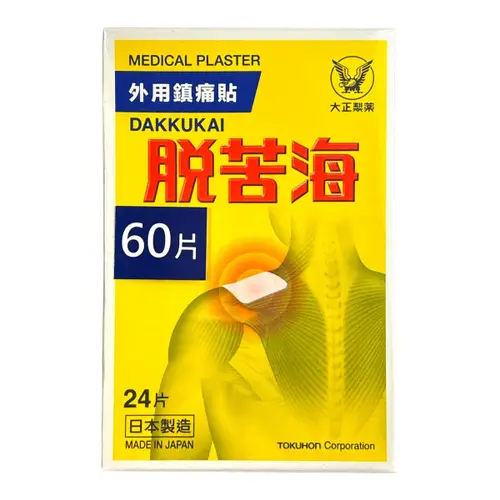 MEDICAL PLASTER
外用鎮痛貼
大正製薬
DAKKUKAI
脱苦海
60片
24片
日本製造
MADE IN JAPAN
TOKUHON Corporation